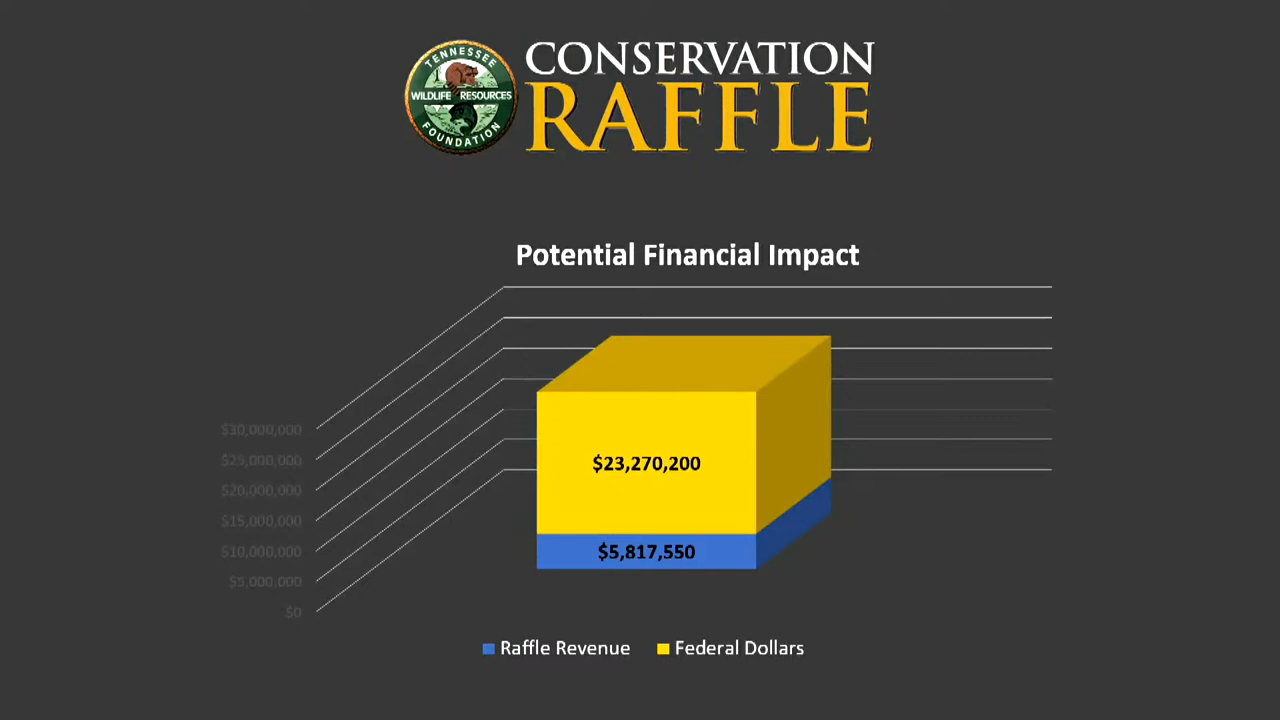 TENNESSEE
WILDLIFE RESOURCES
FOUNDATION
CONSERVATION
RAFFLE
Potential Financial Impact
$30,000,000
$25,000,000
$20,000,000
$15,000,000
$10,000,000
$5,000,000
$0
$23,270,200
$5,817,550
Raffle Revenue
Federal Dollars